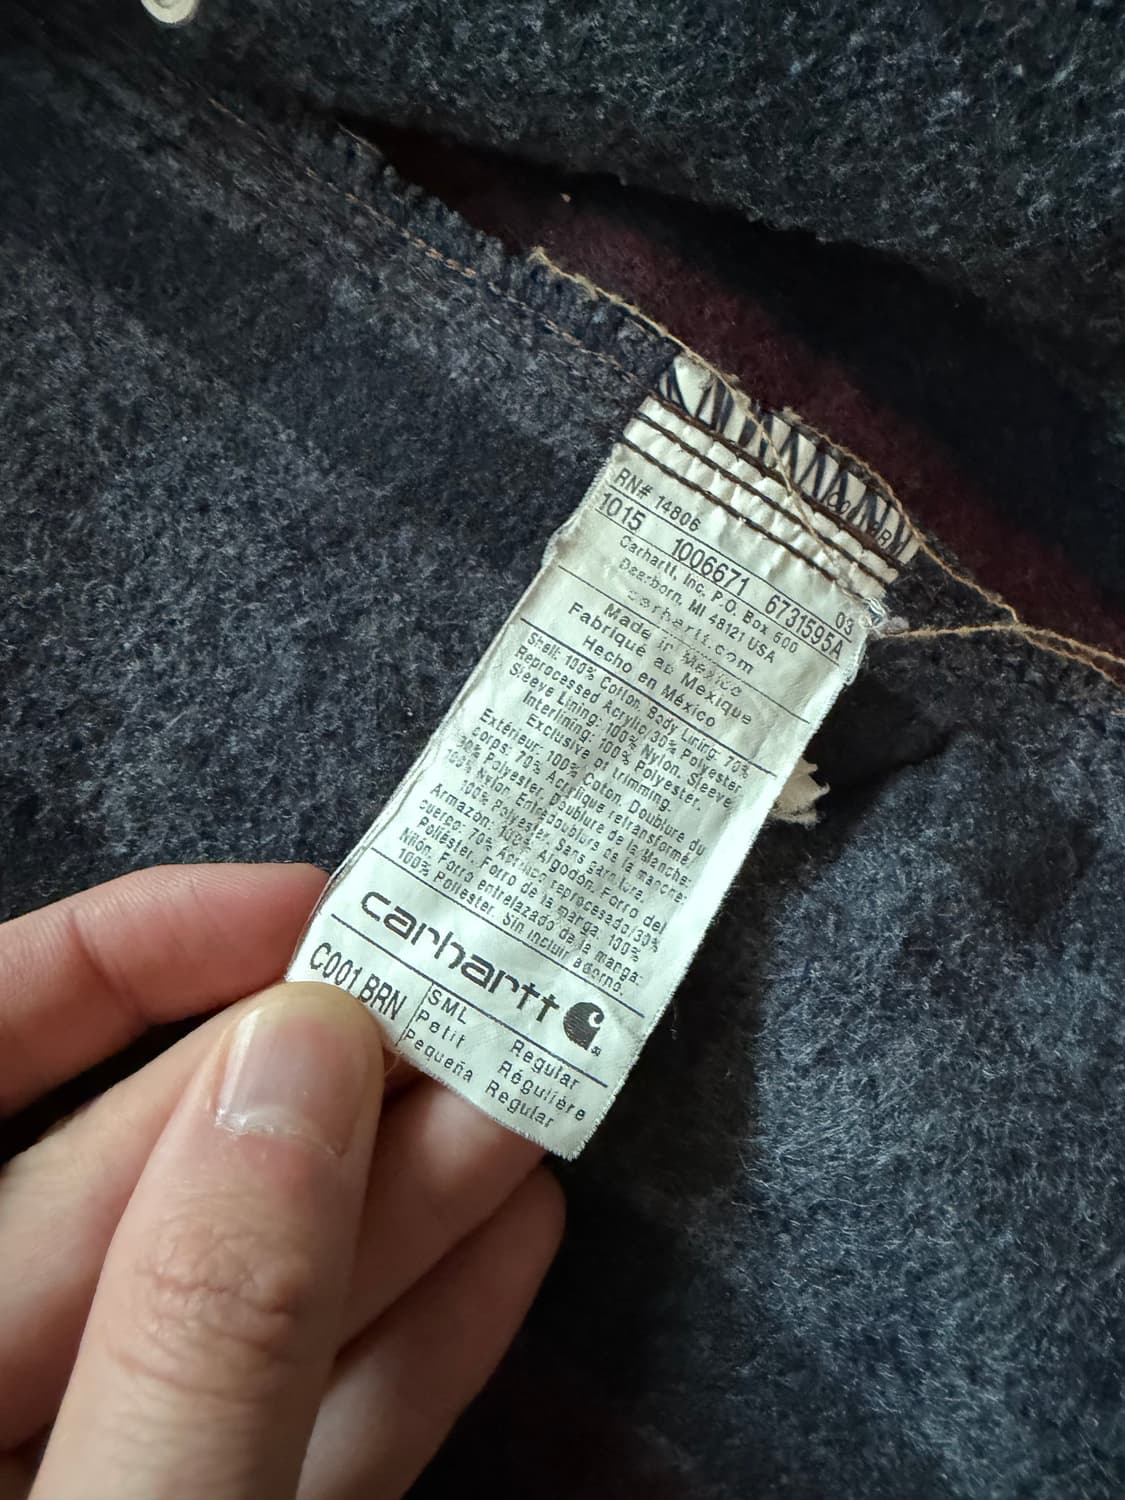 RN# 14806
03
1015 1006671 6731595A
Carhartt, Inc. P.O. Box 600
Dearborn, MI 48121 USA
carhartt.com
Made in Mexico
Fabriqué au Mexique
Hecho en México
Shell: 100% Cotton. Body Lining: 70%
Reprocessed Acrylic, 30% Polyester.
Sleeve Lining: 100% Nylon. Sleeve
Interlining: 100% Polyester.
Exclusive of trimming.
Extérieur: 100% Coton. Doublure du
corps: 70% Acrylique retransformé,
30% Polyester. Doublure de la Manche:
100% Nylon. Entredoublure de la manche:
100% Polyester. Sans garniture.
Armazon: 100% Algodón. Forro del
cuerpo: 70% Acrílico reprocesado/30%
Poliéster. Forro de la manga: 100%
Nilon. Forro entrelazado de la manga:
100% Poliéster. Sin incluir adorno.
carhartt
C001 BRN
SML Regular
Petit Régulière
Pequeña Regular